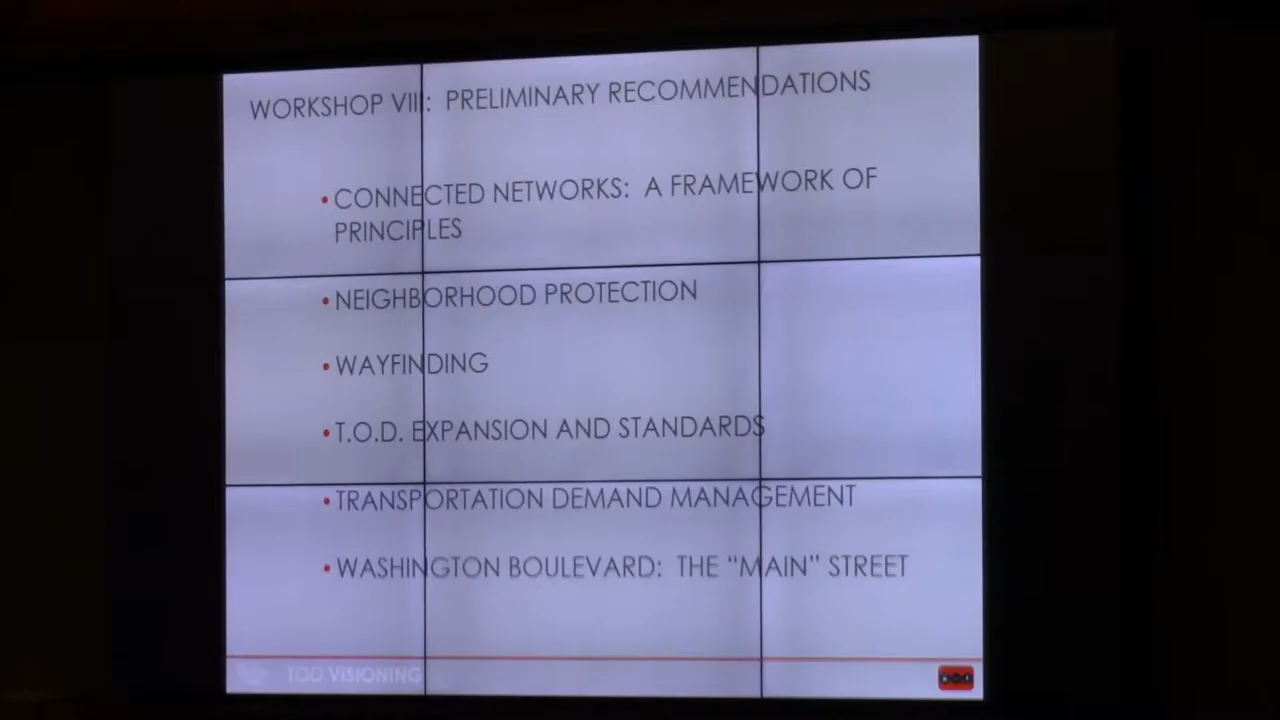 WORKSHOP VIII: PRELIMINARY RECOMMENDATIONS
• CONNECTED NETWORKS: A FRAMEWORK OF
PRINCIPLES
• NEIGHBORHOOD PROTECTION
• WAYFINDING
• T.O.D. EXPANSION AND STANDARDS
• TRANSPORTATION DEMAND MANAGEMENT
• WASHINGTON BOULEVARD: THE “MAIN” STREET
TOD VISIONING